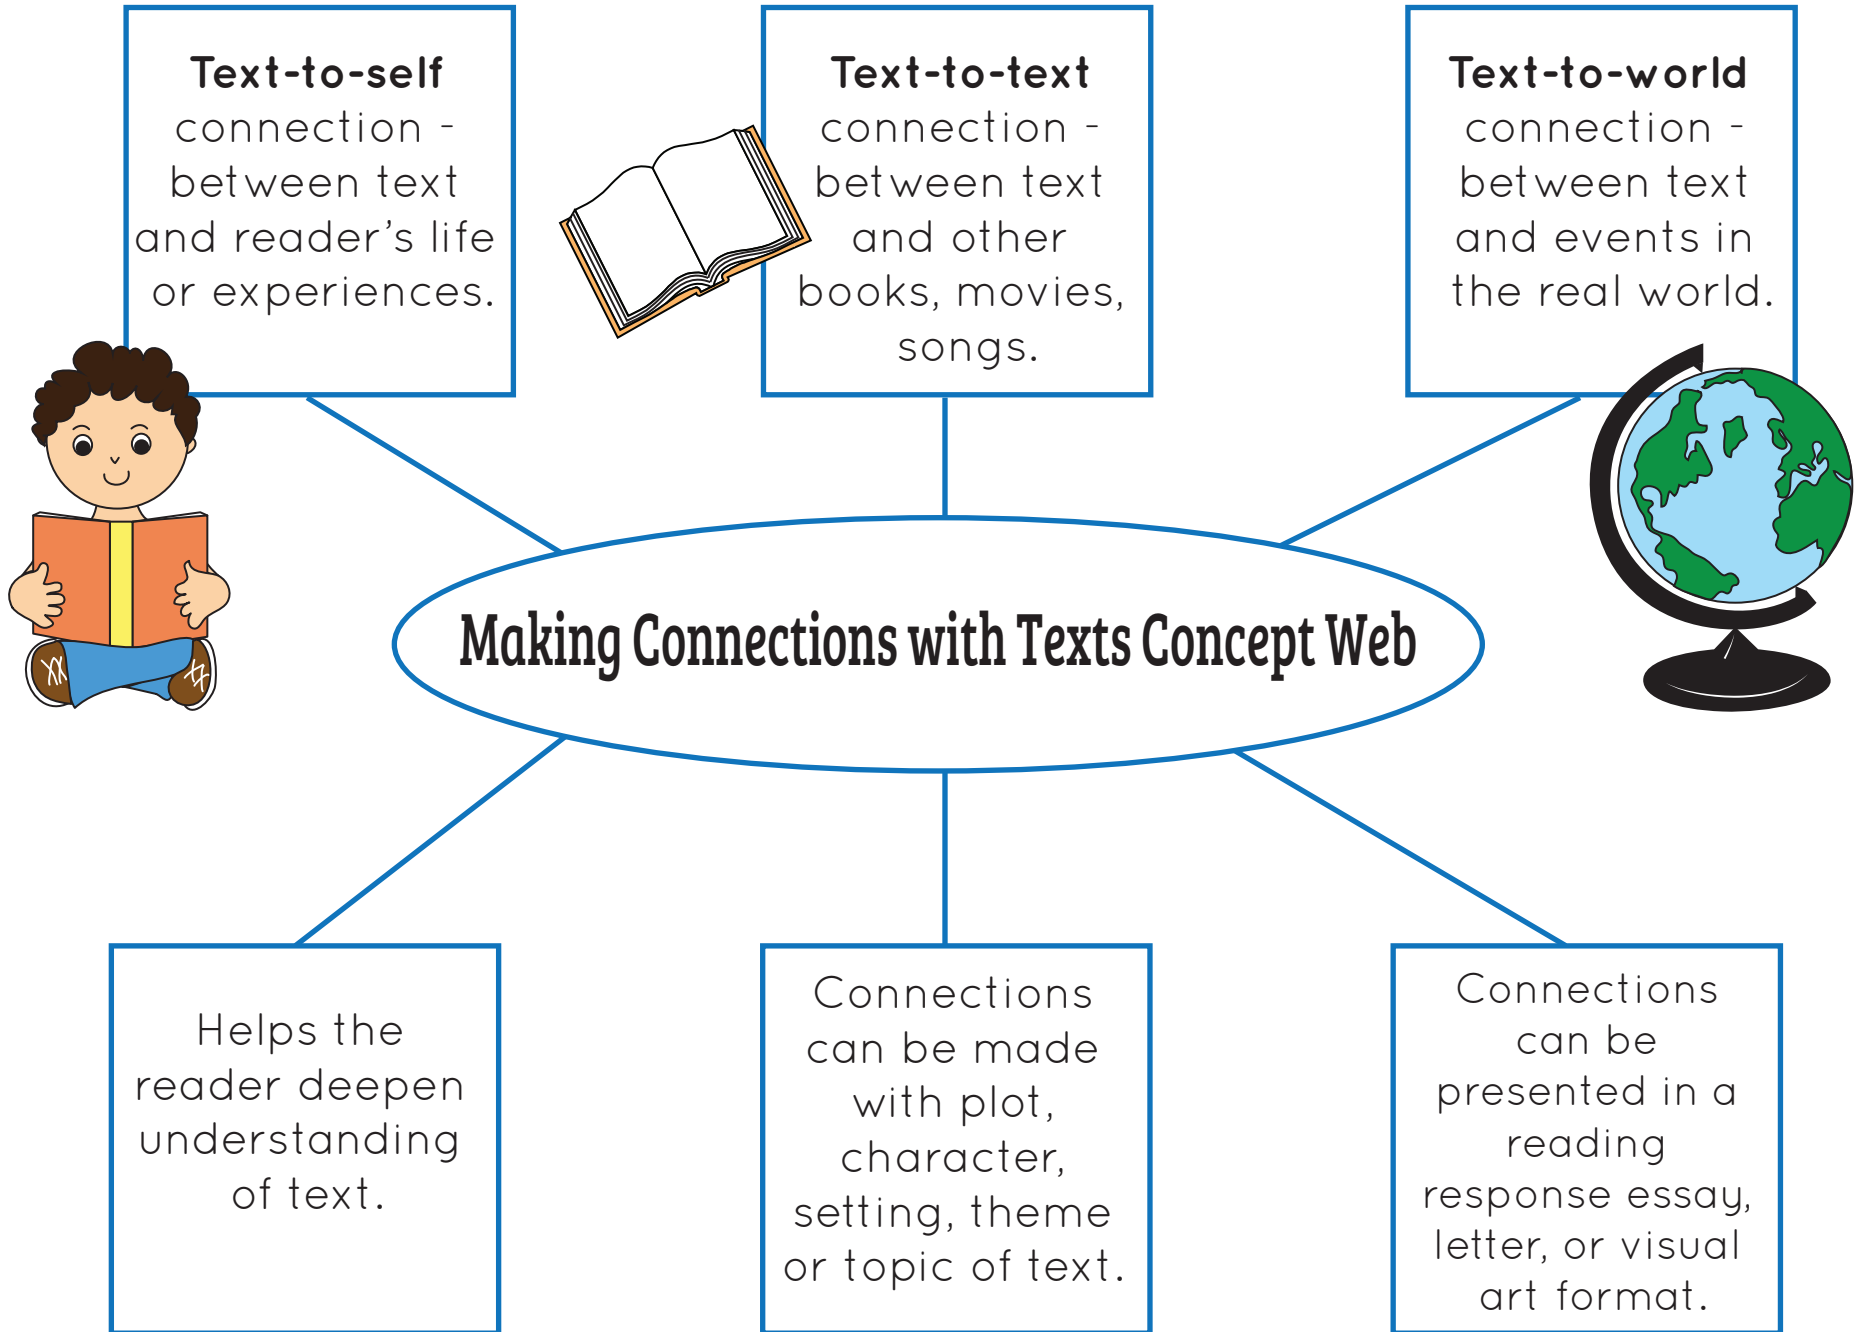 Text-to-self
connection -
between text
and reader's life
or experiences.
Text-to-text
connection -
between text
and other
books, movies,
songs.
Text-to-world
connection -
between text
and events in
the real world.
Making Connections with Texts Concept Web
Helps the
reader deepen
understanding
of text.
Connections
can be made
with plot,
character,
setting, theme
or topic of text.
Connections
can be
presented in a
reading
response essay,
letter, or visual
art format.